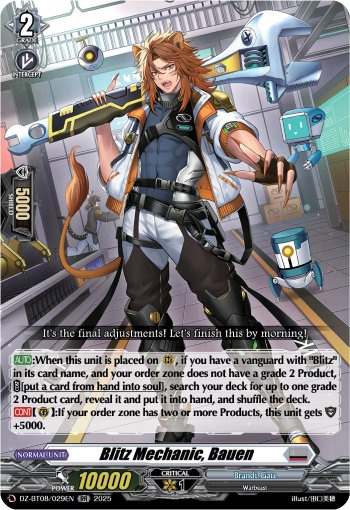 2
GRADE
INTERCEPT
5000
SHIELD
It's the final adjustments! Let's finish this by morning!
AUTO:When this unit is placed on , if you have a vanguard with "Blitz"
in its card name, and your order zone does not have a grade 2 Product,
[put a card from hand into soul], search your deck for up to one grade
2 Product card, reveal it and put it into hand, and shuffle the deck.
CONT【 】:If your order zone has two or more Products, this unit gets
+5000.
NORMAL UNIT
Blitz Mechanic, Bauen
POWER 10000
CRITICAL
1
Brandt Gate
Warbeast
DZ-BT08/029EN RR 2025
illust/田口美穂